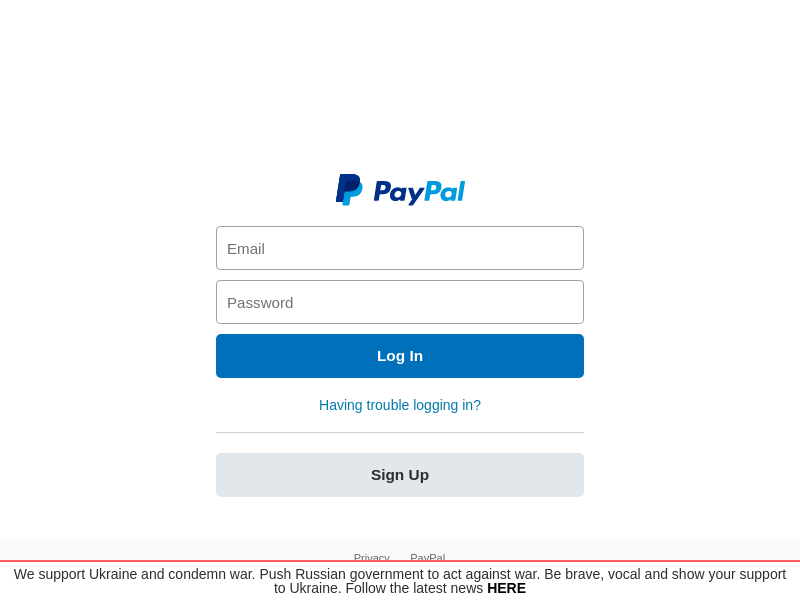 PayPal
Email
Password
Log In
Having trouble logging in?
Sign Up
Privacy PayPal
We support Ukraine and condemn war. Push Russian government to act against war. Be brave, vocal and show your support
to Ukraine. Follow the latest news HERE